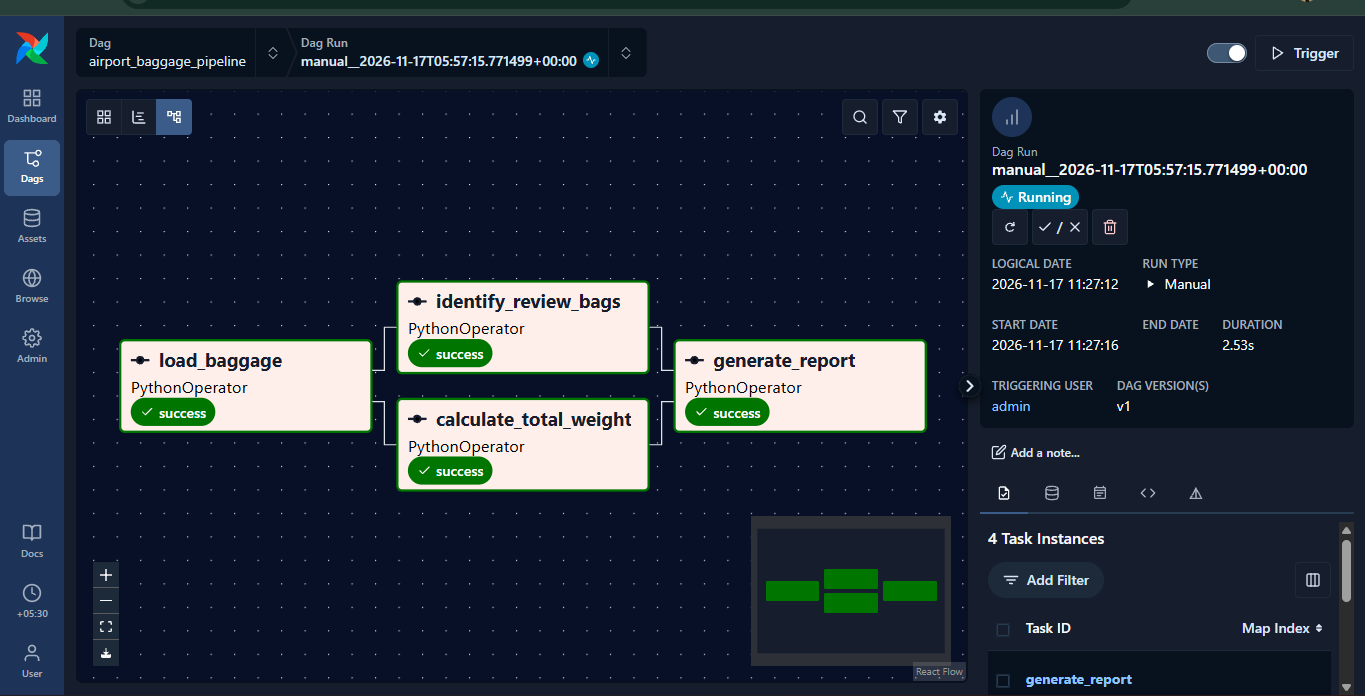 Dag
airport_baggage_pipeline
Dag Run
manual__2026-11-17T05:57:15.771499+00:00
Trigger
Dashboard
Dags
Assets
Browse
Admin
Docs
+05:30
User
load_baggage
PythonOperator
success
identify_review_bags
PythonOperator
success
calculate_total_weight
PythonOperator
success
generate_report
PythonOperator
success
React Flow
Dag Run
manual__2026-11-17T05:57:15.771499+00:00
Running
/
LOGICAL DATE RUN TYPE
2026-11-17 11:27:12 Manual
START DATE END DATE DURATION
2026-11-17 11:27:16 2.53s
TRIGGERING USER DAG VERSION(S)
admin v1
Add a note...
4 Task Instances
Add Filter
Task ID Map Index
generate_report